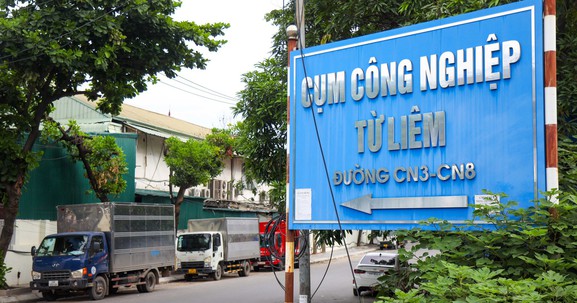 CỤM CÔNG NGHIỆP
TỪ LIÊM
ĐƯỜNG CN3-CN8